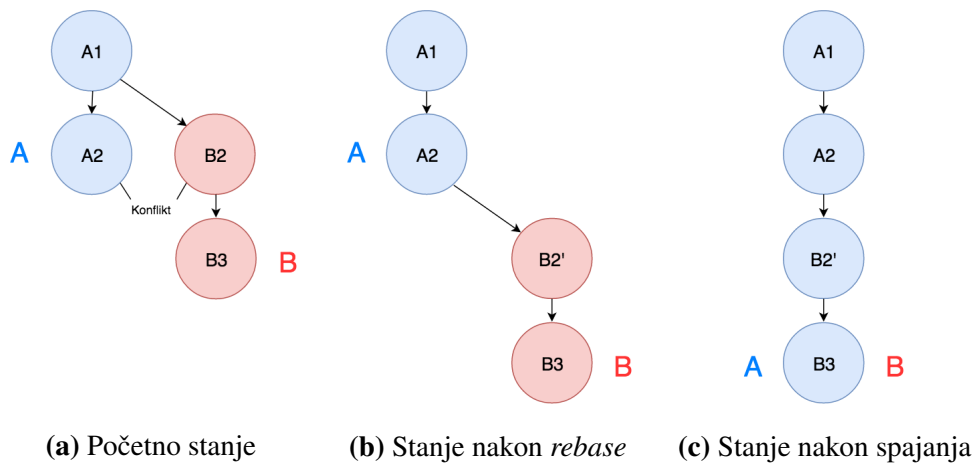 A1
A2
B2
A
Konflikt
B3
B
(a) Početno stanje
A1
A
A2
B2'
B3
B
(b) Stanje nakon rebase
A1
A2
B2'
A
B3
B
(c) Stanje nakon spajanja